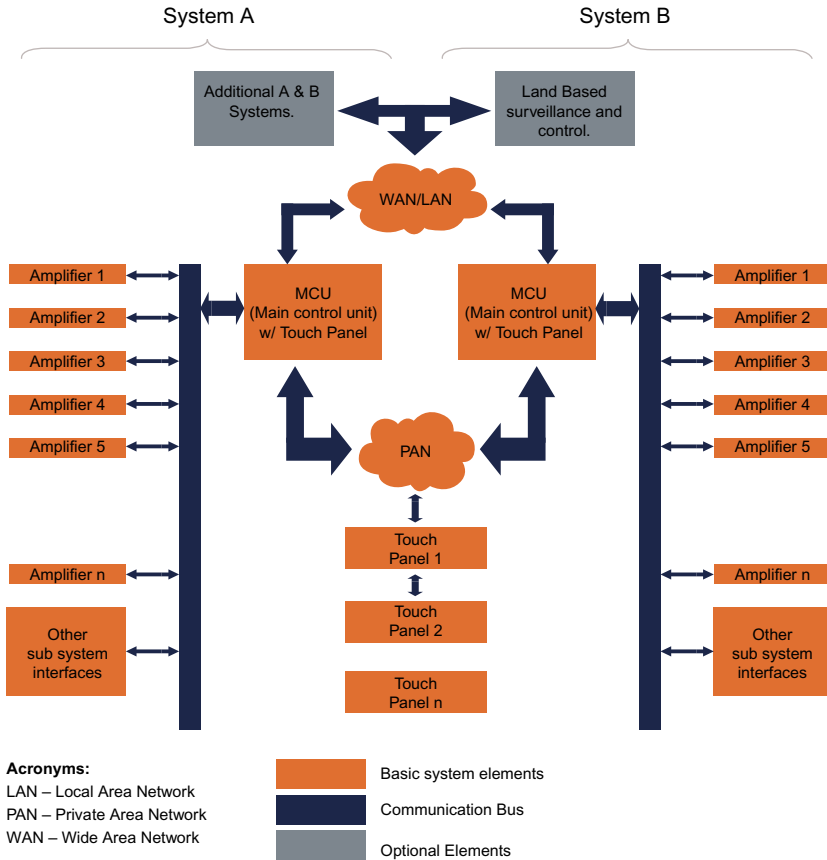 System A
System B
Additional A & B
Systems.
Land Based
surveillance and
control.
WAN/LAN
Amplifier 1
Amplifier 2
Amplifier 3
Amplifier 4
Amplifier 5
Amplifier n
Other
sub system
interfaces
MCU
(Main control unit)
w/ Touch Panel
MCU
(Main control unit)
w/ Touch Panel
PAN
Touch
Panel 1
Touch
Panel 2
Touch
Panel n
Amplifier 1
Amplifier 2
Amplifier 3
Amplifier 4
Amplifier 5
Amplifier n
Other
sub system
interfaces
Acronyms:
LAN – Local Area Network
PAN – Private Area Network
WAN – Wide Area Network
Basic system elements
Communication Bus
Optional Elements